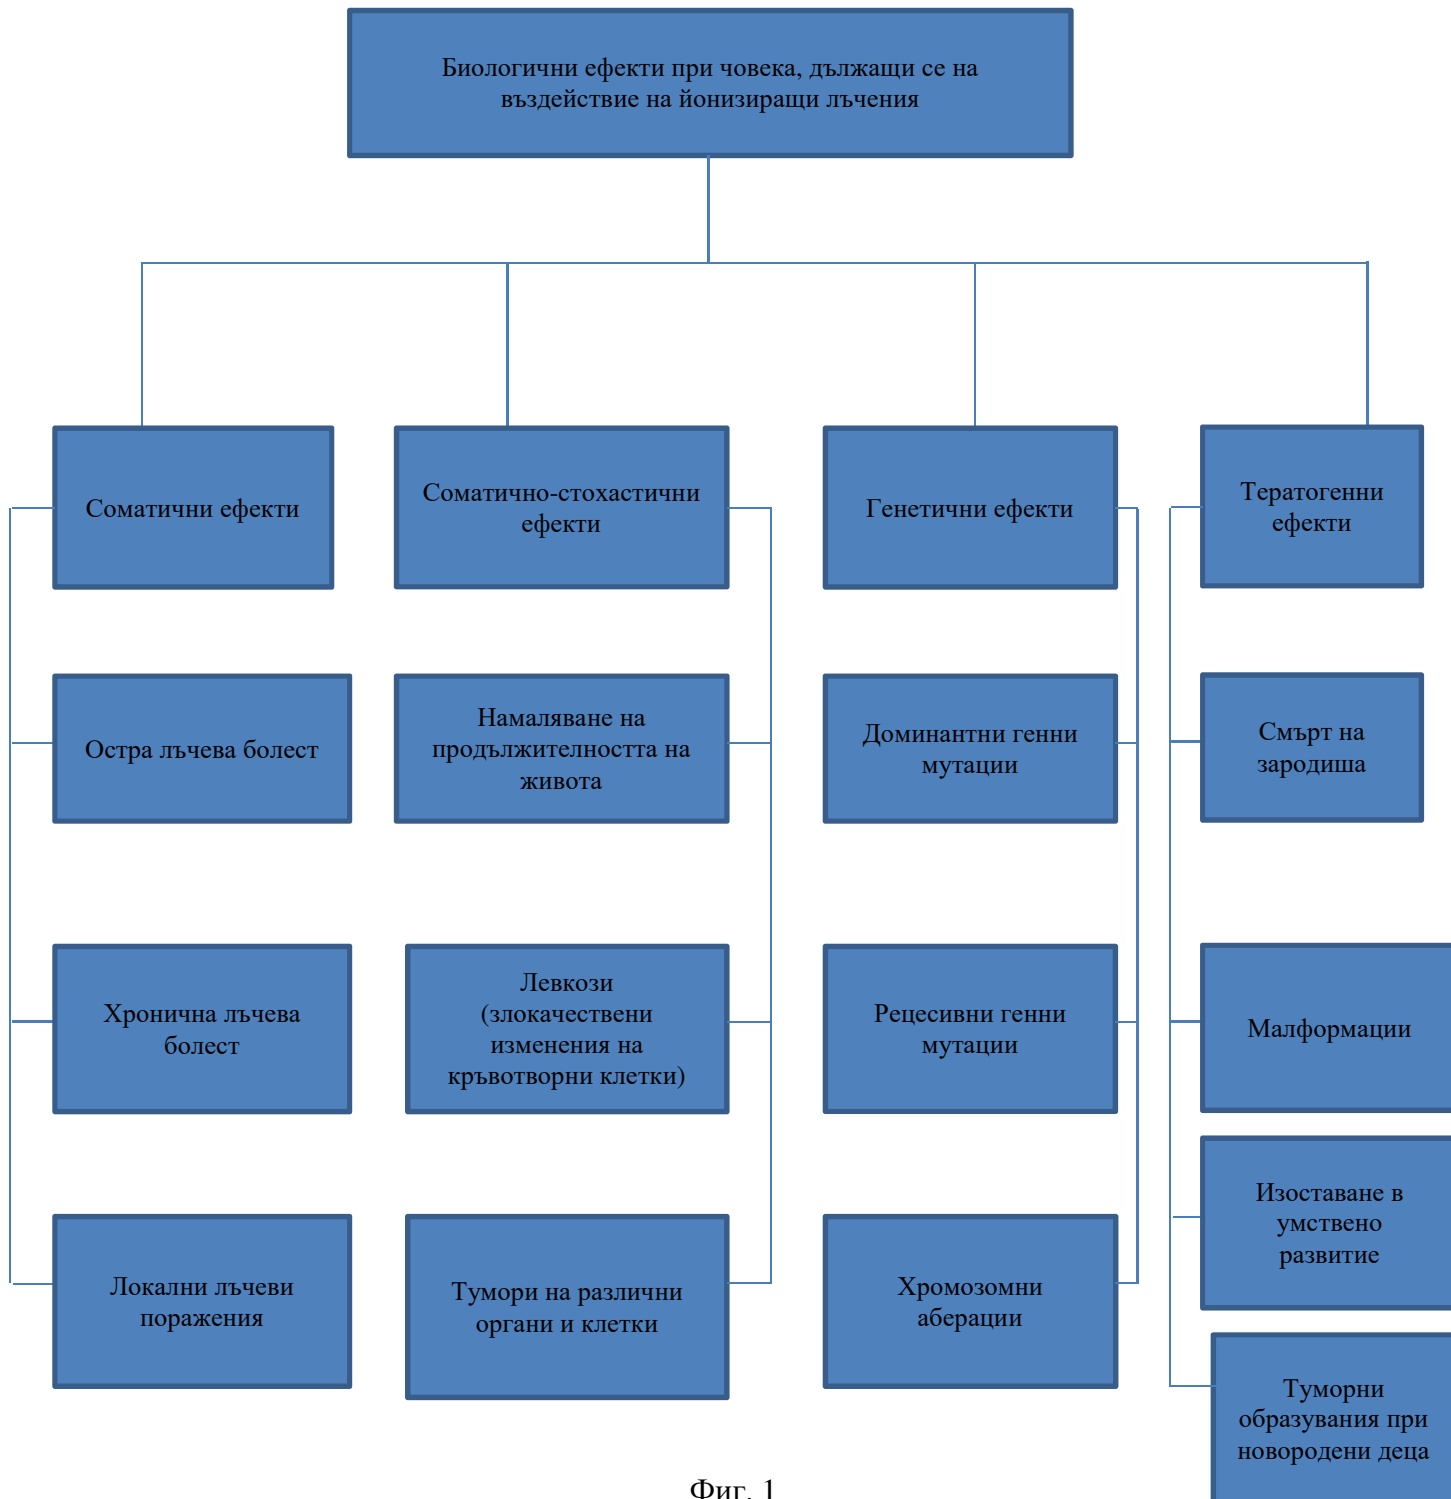 Биологични ефекти при човека, дължащи се на
въздействие на йонизиращи лъчения
Соматични ефекти
Соматично-стохастични
ефекти
Генетични ефекти
Тератогенни
ефекти
Остра лъчева болест
Намаляване на
продължителността на
живота
Доминантни генни
мутации
Смърт на
зародиша
Хронична лъчева
болест
Левкози
(злокачествени
изменения на
кръвотворни клетки)
Рецесивни генни
мутации
Малформации
Изоставане в
умствено
развитие
Локални лъчеви
поражения
Тумори на различни
органи и клетки
Хромозомни
аберации
Туморни
образувания при
новородени деца
Фиг. 1